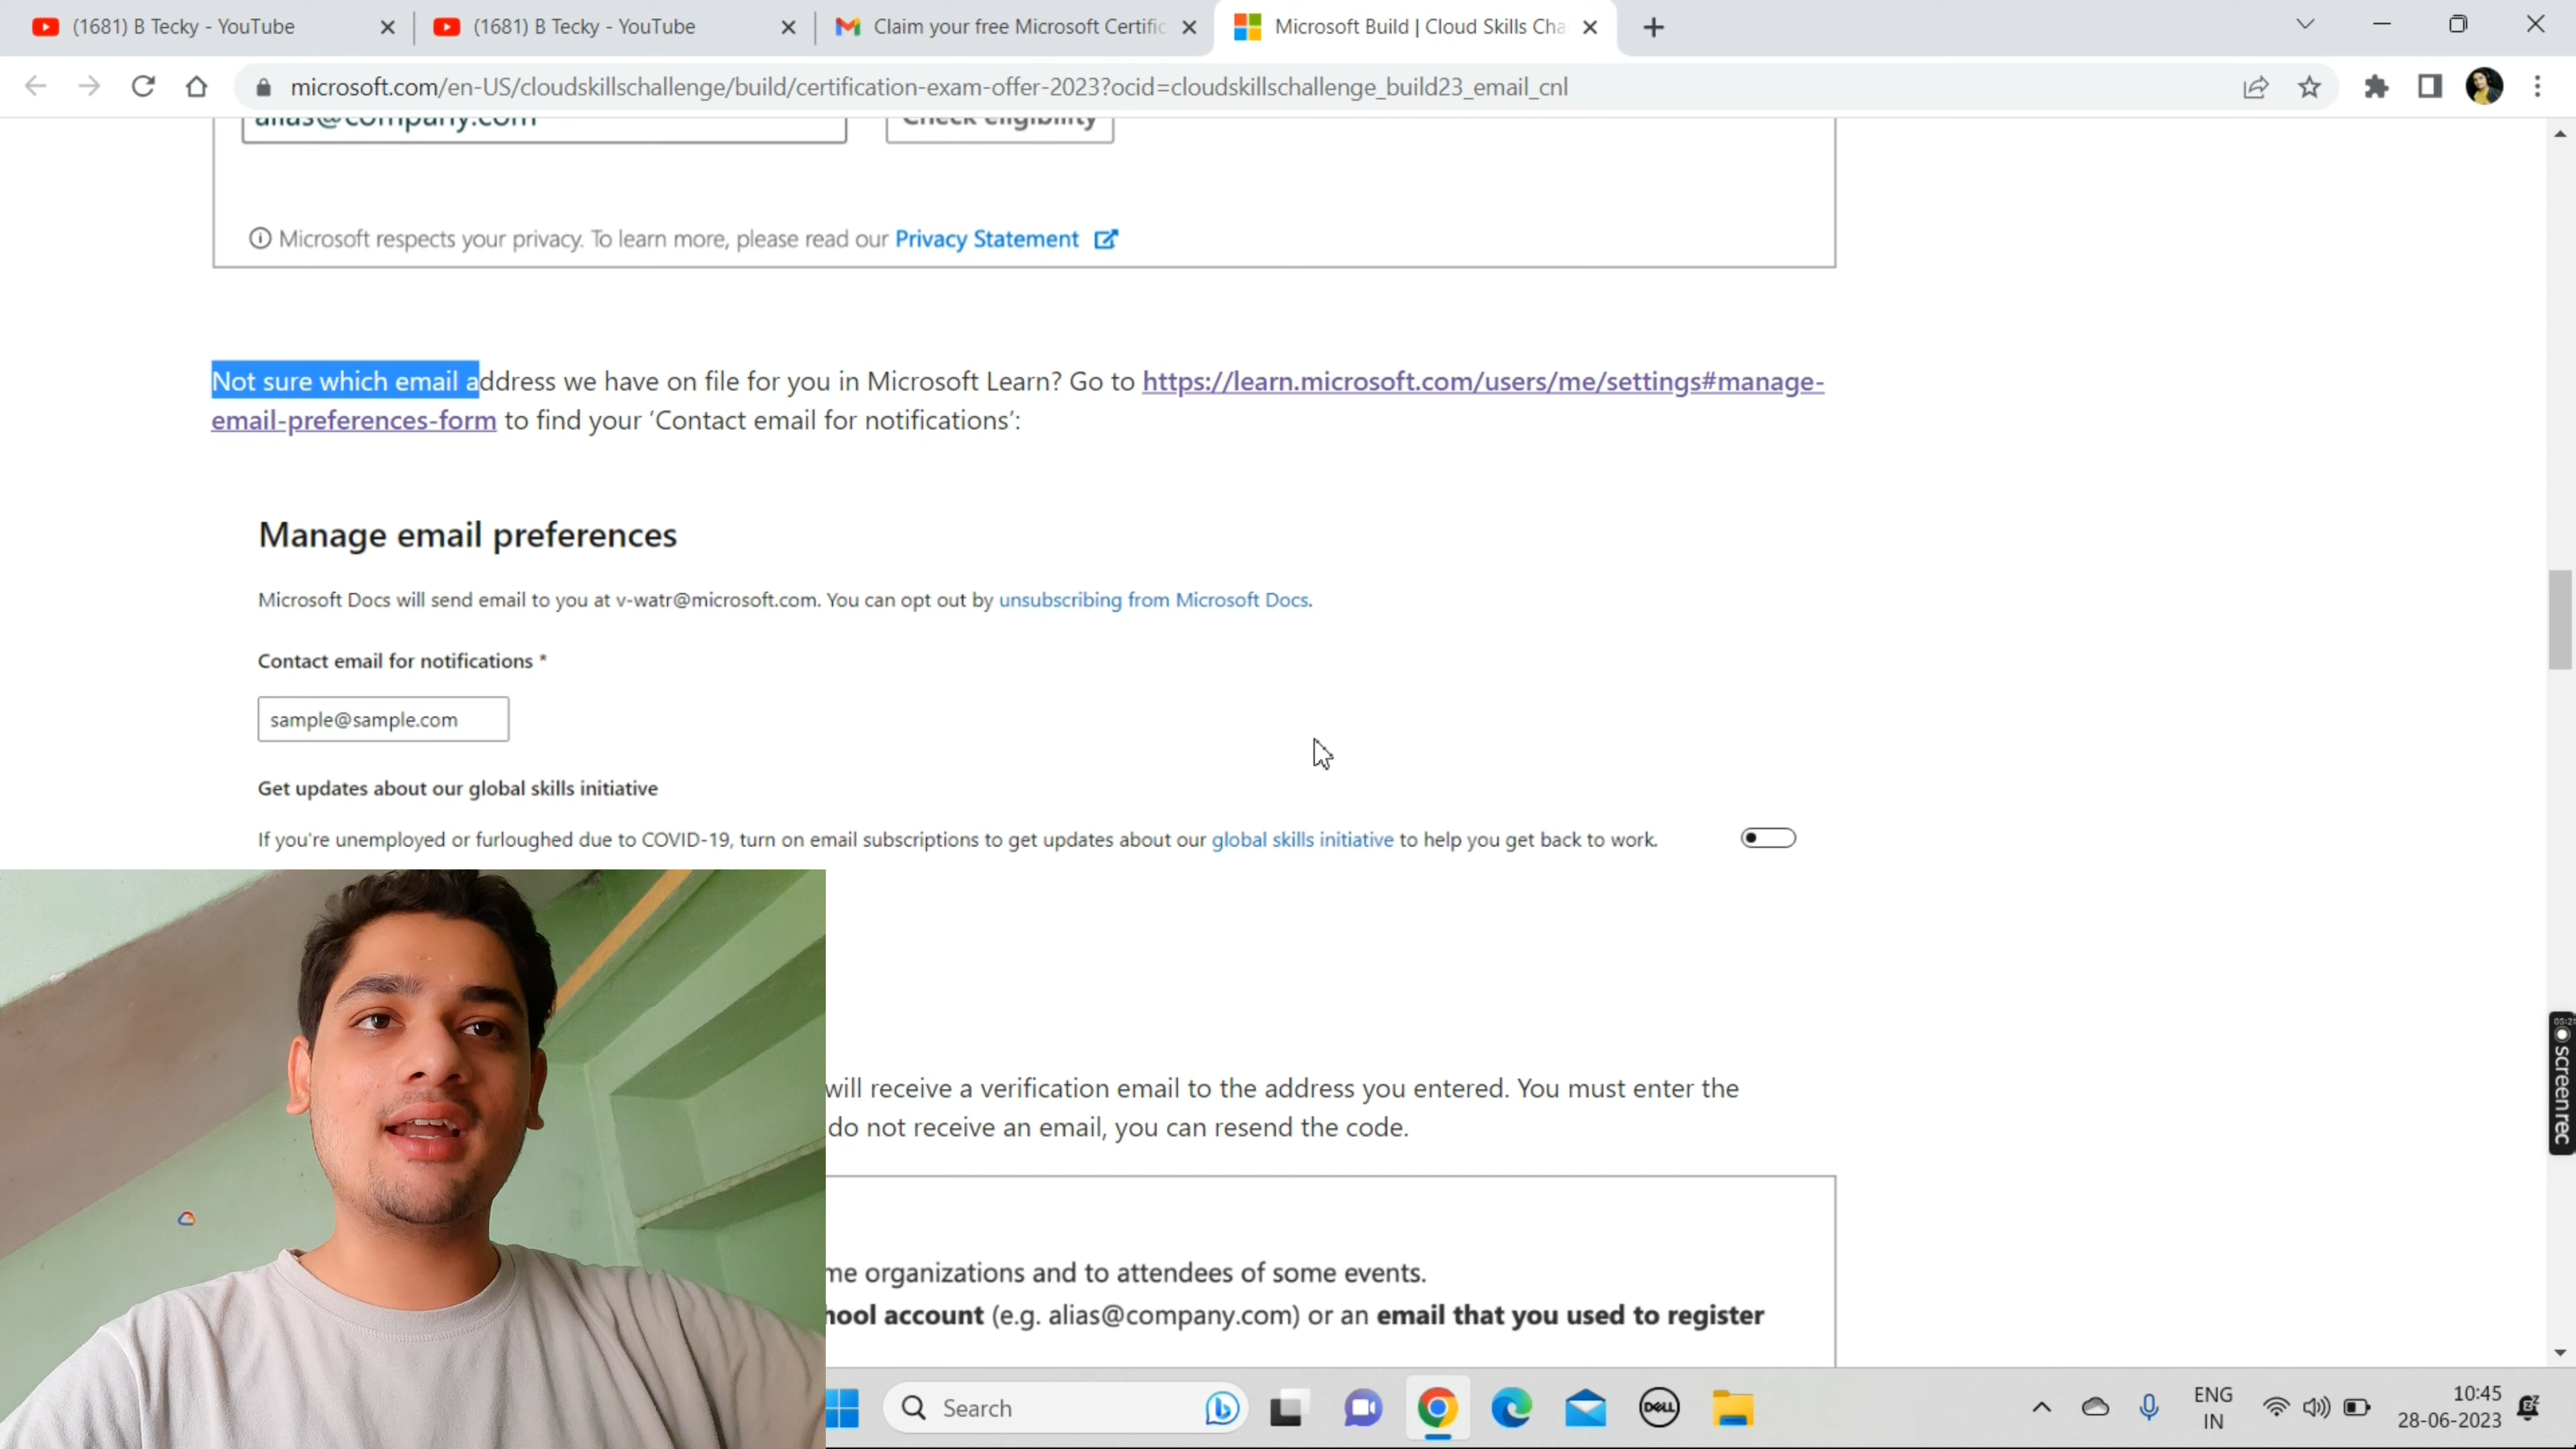 (1681) B Tecky - YouTube
(1681) B Tecky - YouTube
Claim your free Microsoft Certific
Microsoft Build | Cloud Skills Cha
microsoft.com/en-US/cloudskillschallenge/build/certification-exam-offer-2023?ocid=cloudskillschallenge_build23_email_cnl
alias@company.com
Check eligibility
Microsoft respects your privacy. To learn more, please read our Privacy Statement
Not sure which email address we have on file for you in Microsoft Learn? Go to https://learn.microsoft.com/users/me/settings#manage-
email-preferences-form to find your ‘Contact email for notifications’:
Manage email preferences
Microsoft Docs will send email to you at v-watr@microsoft.com. You can opt out by unsubscribing from Microsoft Docs.
Contact email for notifications *
sample@sample.com
Get updates about our global skills initiative
If you're unemployed or furloughed due to COVID-19, turn on email subscriptions to get updates about our global skills initiative to help you get back to work.
will receive a verification email to the address you entered. You must enter the
do not receive an email, you can resend the code.
me organizations and to attendees of some events.
hool account (e.g. alias@company.com) or an email that you used to register
screenrec
Search
DELL
ENG
IN
10:45
28-06-2023